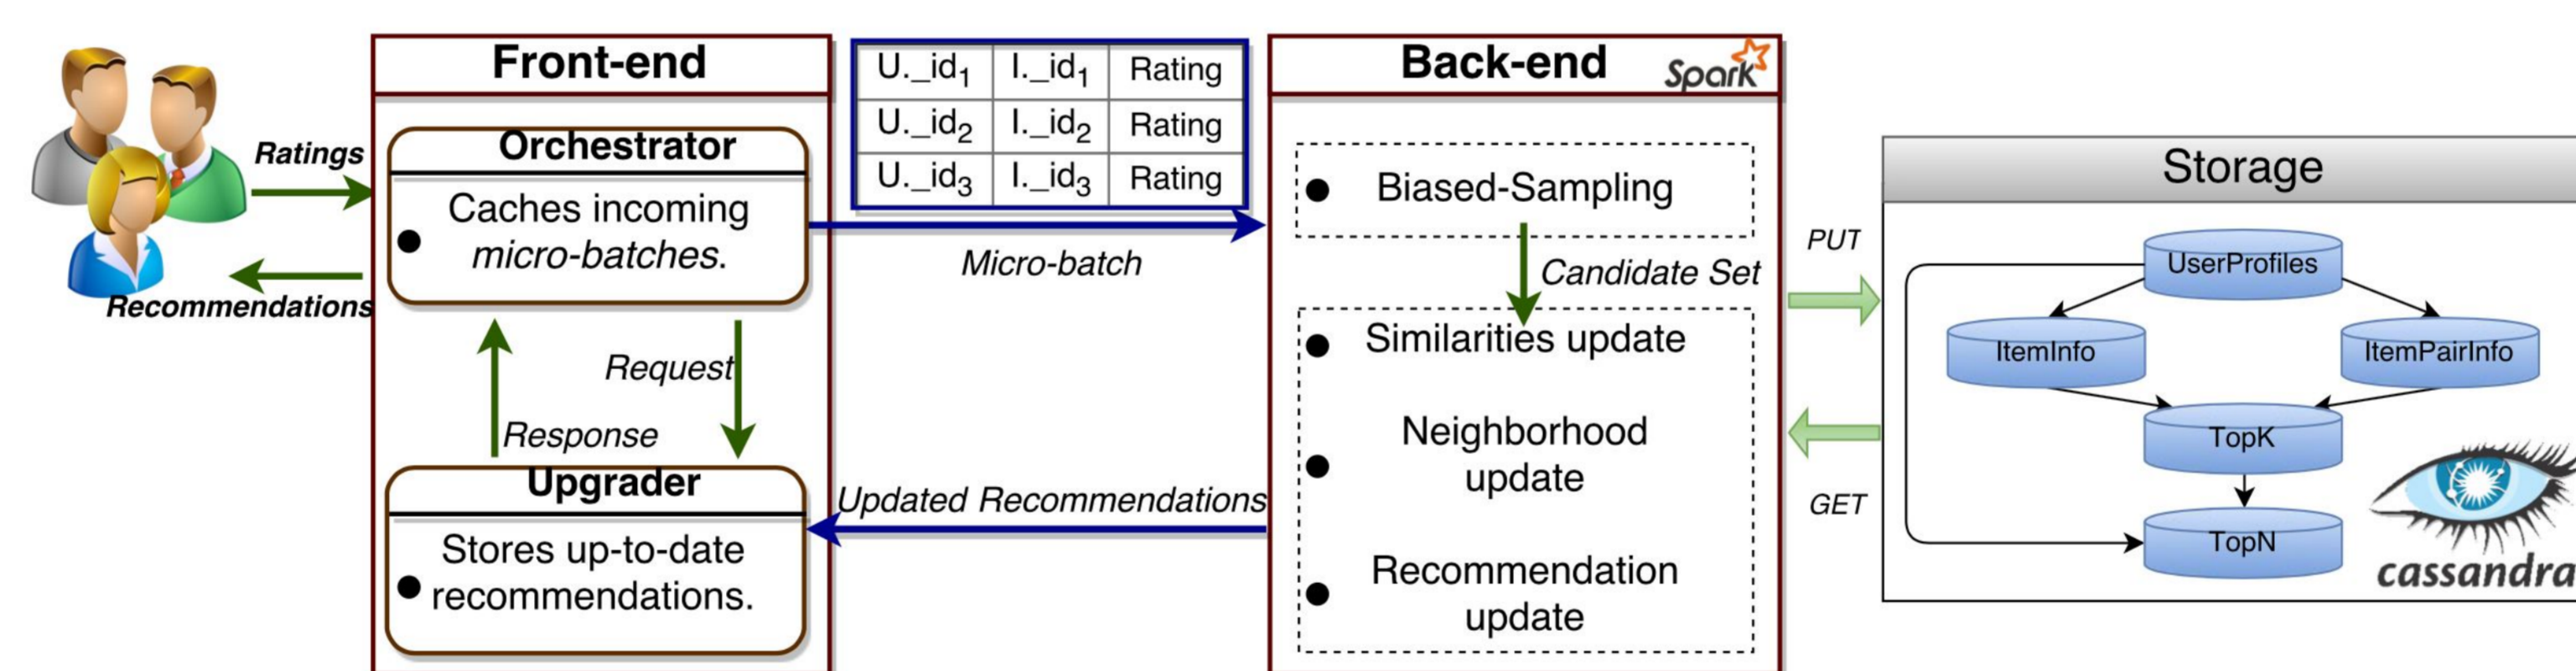 Ratings
Recommendations
Front-end
Orchestrator
Caches incoming
micro-batches.
Request
Response
Upgrader
Stores up-to-date
recommendations.
U._id1 I._id1 Rating
U._id2 I._id2 Rating
U._id3 I._id3 Rating
Micro-batch
Updated Recommendations
Back-end
Spark
Biased-Sampling
Candidate Set
Similarities update
Neighborhood
update
Recommendation
update
PUT
GET
Storage
UserProfiles
ItemInfo
ItemPairInfo
TopK
TopN
cassandra